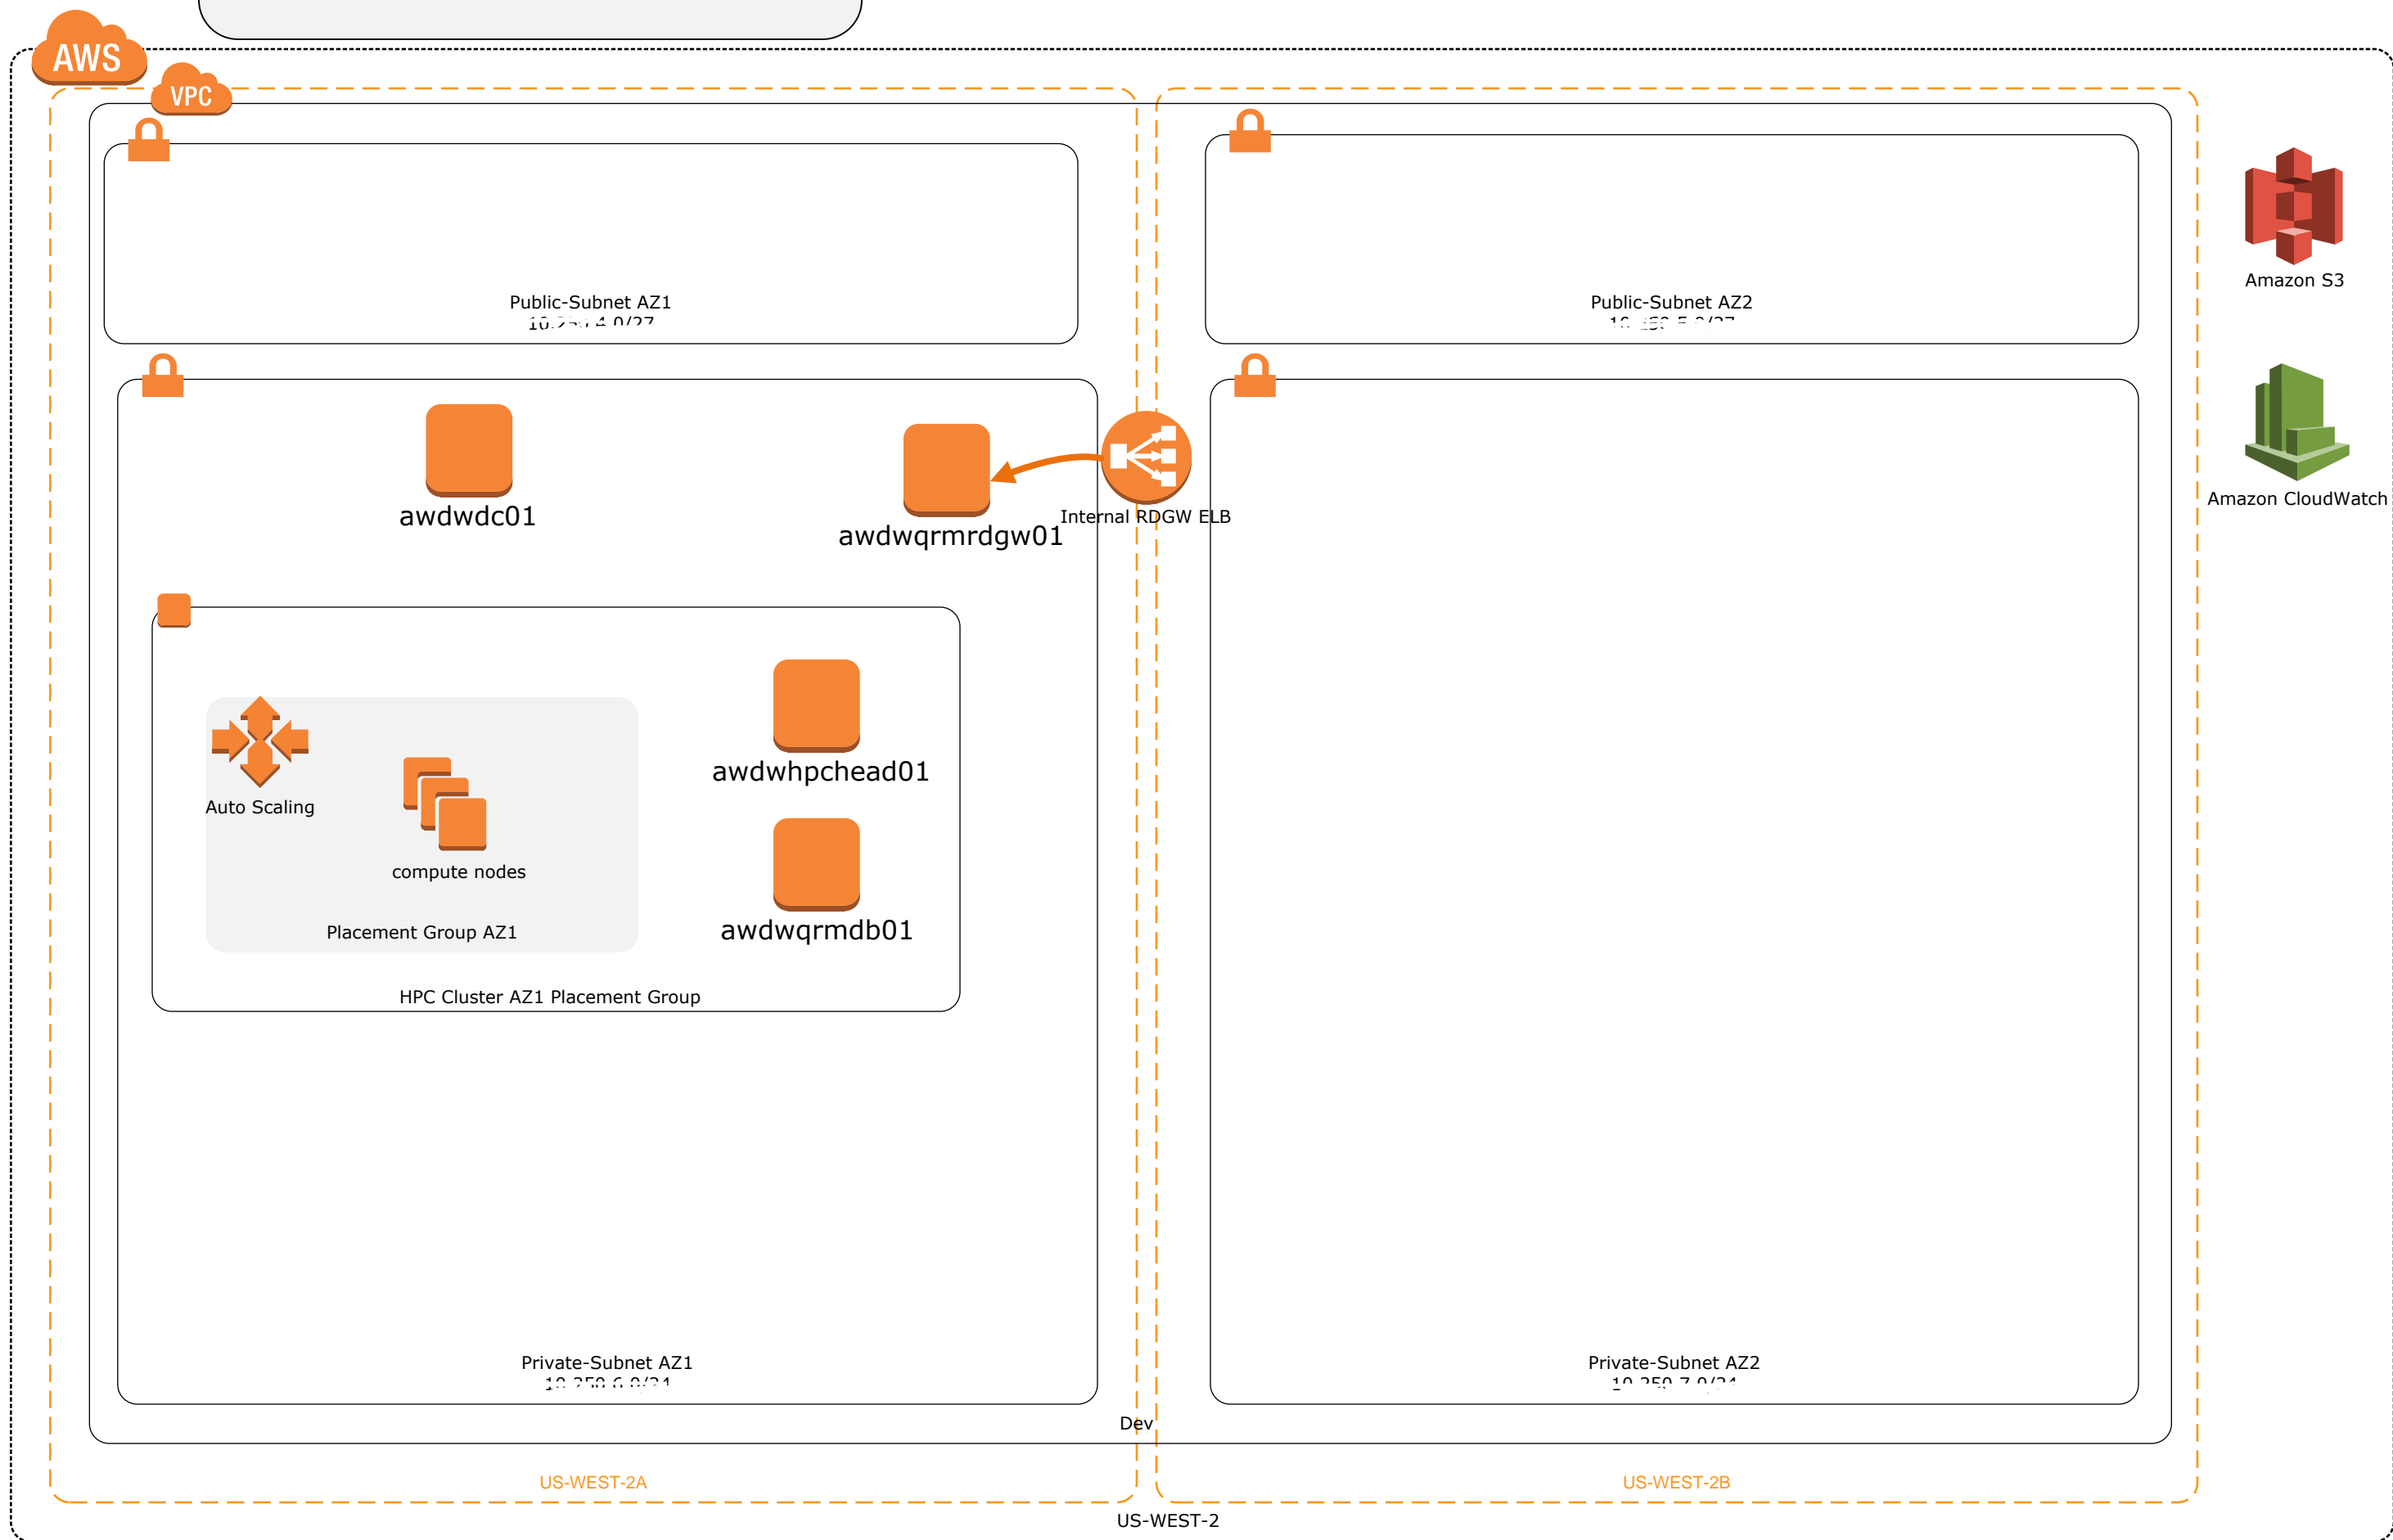 AWS
VPC
Public-Subnet AZ1
Public-Subnet AZ2
Amazon S3
Amazon CloudWatch
awdwdc01
awdwqrmrdgw01
Internal RDGW ELB
awdwhpchead01
Auto Scaling
compute nodes
awdwqrmdb01
Placement Group AZ1
HPC Cluster AZ1 Placement Group
Private-Subnet AZ1
Private-Subnet AZ2
Dev
US-WEST-2A
US-WEST-2B
US-WEST-2